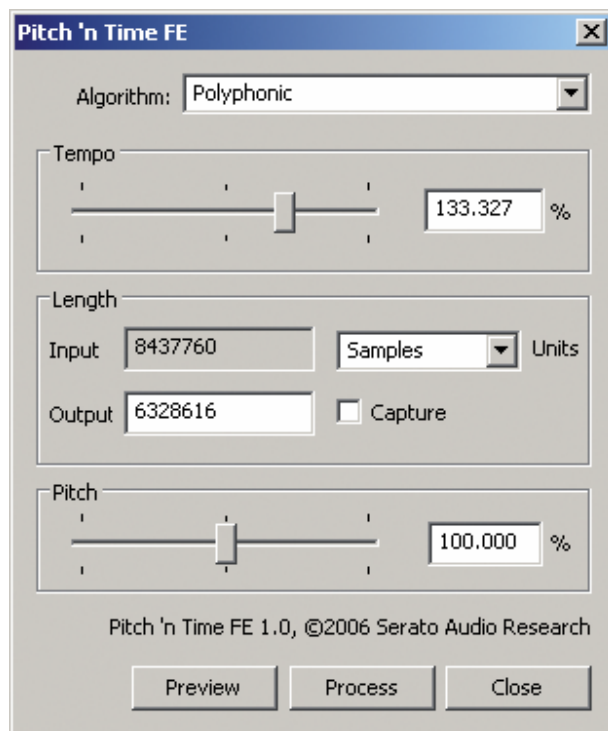 Pitch 'n Time FE
Algorithm: Polyphonic
Tempo
133.327 %
Length
Input 8437760 Samples Units
Output 6328616 Capture
Pitch
100.000 %
Pitch 'n Time FE 1.0, ©2006 Serato Audio Research
Preview Process Close